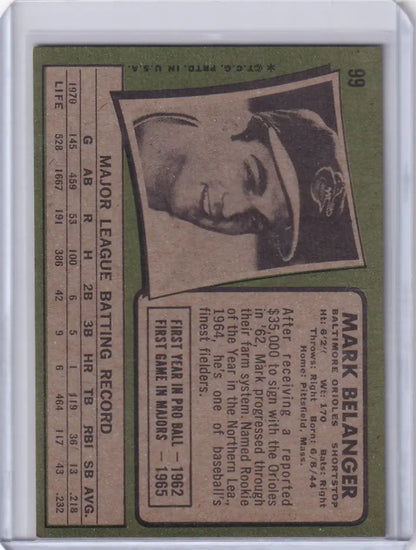 99
*©T.C.G. PRTD. IN U.S.A.
MARK BELANGER
BALTIMORE ORIOLES SHORTSTOP
Ht: 6'2" Wt: 170 Bats: Right
Throws: Right Born: 6/8/44
Home: Pittsfield, Mass.
After receiving a reported
$35,000 to sign with the Orioles
in '62, Mark progressed through
their farm system. Named Rookie
of the Year in the Northern Lea.,
1964, he's one of baseball's
finest fielders.
FIRST YEAR IN PRO BALL — 1962
FIRST GAME IN MAJORS — 1965
MAJOR LEAGUE BATTING RECORD
G AB R H 2B 3B HR TB RBI SB AVG.
1970 145 459 53 100 6 5 1 119 36 13 .218
LIFE 528 1667 191 386 42 9 6 464 117 43 .232